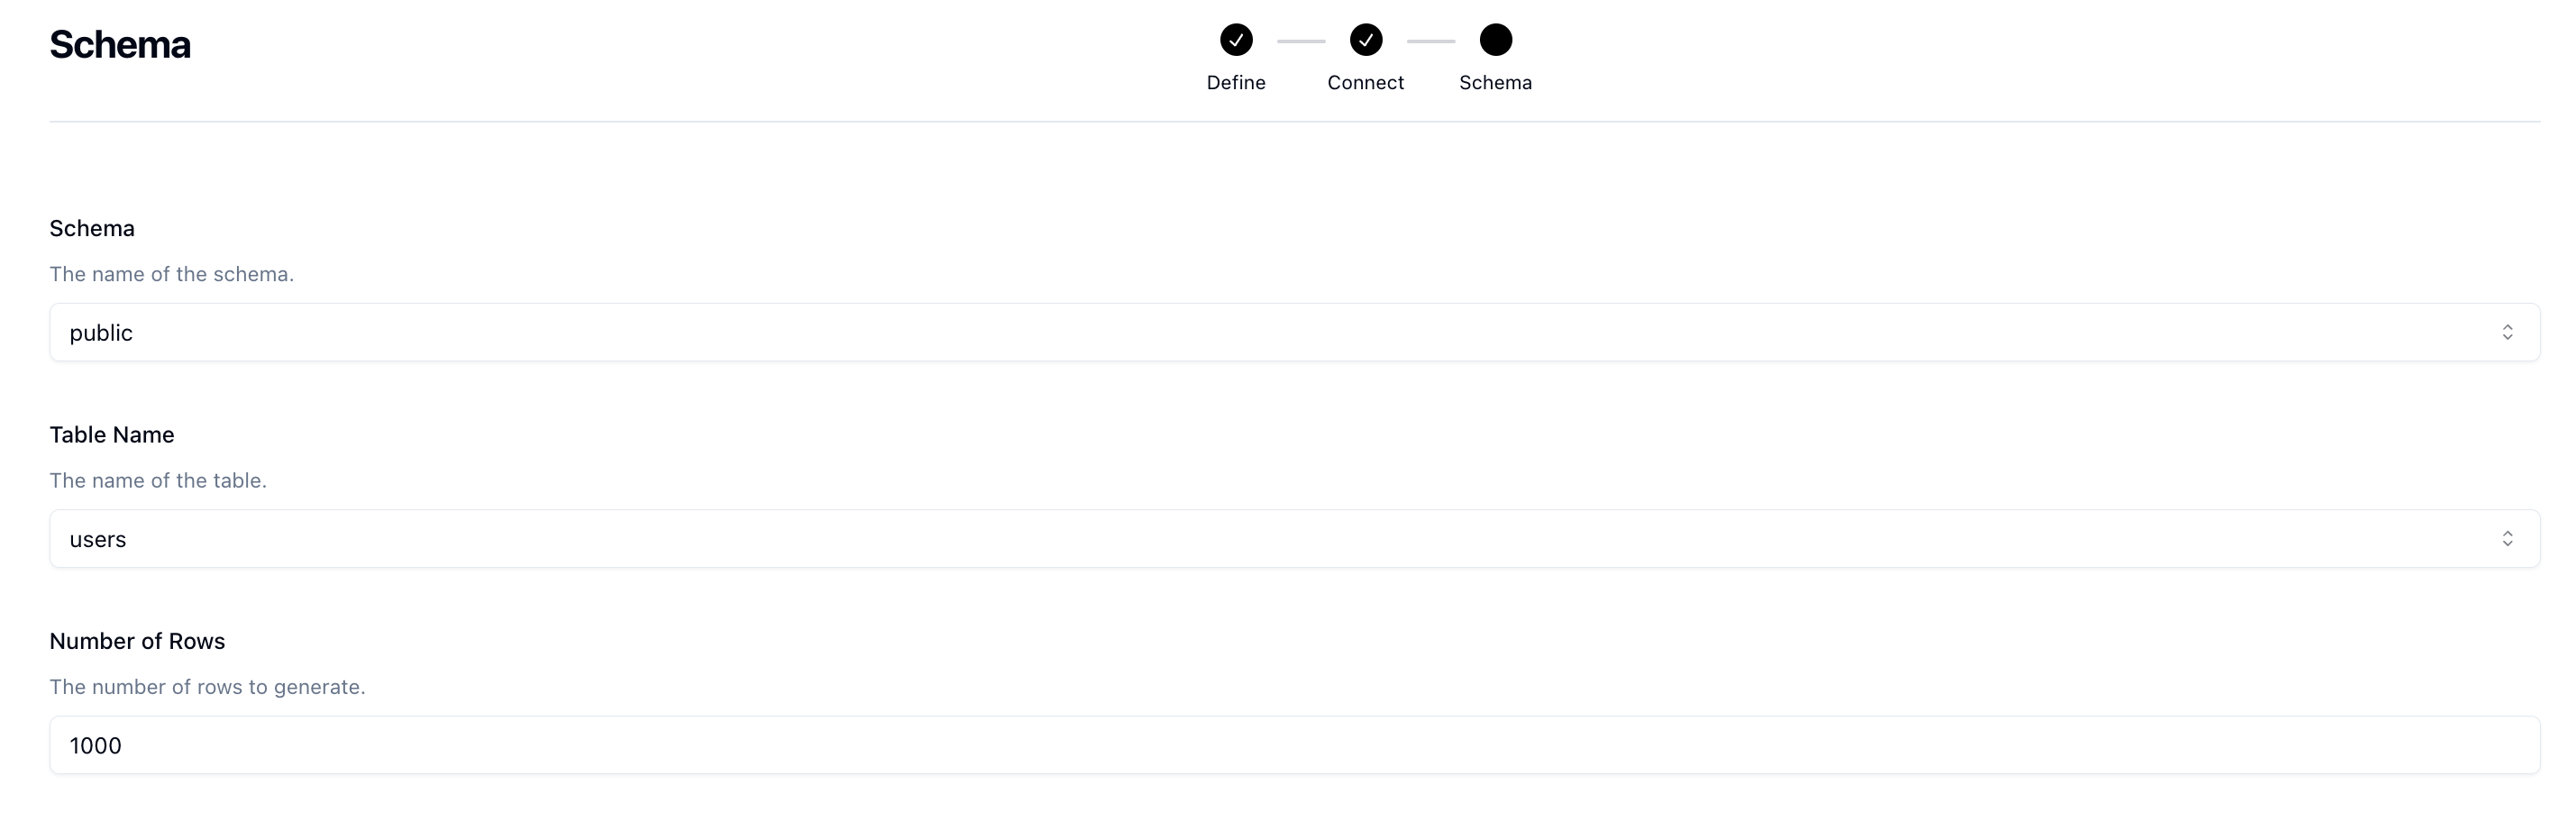 Schema
Define
Connect
Schema
Schema
The name of the schema.
public
Table Name
The name of the table.
users
Number of Rows
The number of rows to generate.
1000